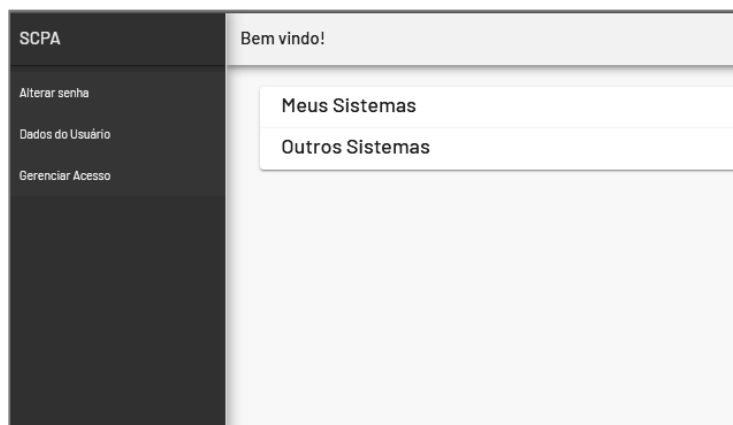 SCPA
Bem vindo!
Alterar senha
Dados do Usuário
Gerenciar Acesso
Meus Sistemas
Outros Sistemas